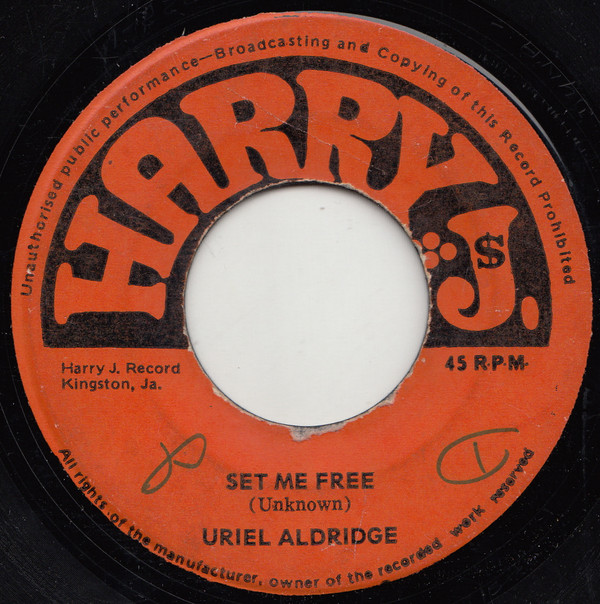 Unauthorised public performance—Broadcasting and Copying of this Record Prohibited
HARRY J.
$
Harry J. Record
Kingston, Ja.
45 R·P·M·
SET ME FREE
(Unknown)
URIEL ALDRIDGE
All rights of the manufacturer, owner of the recorded work reserved